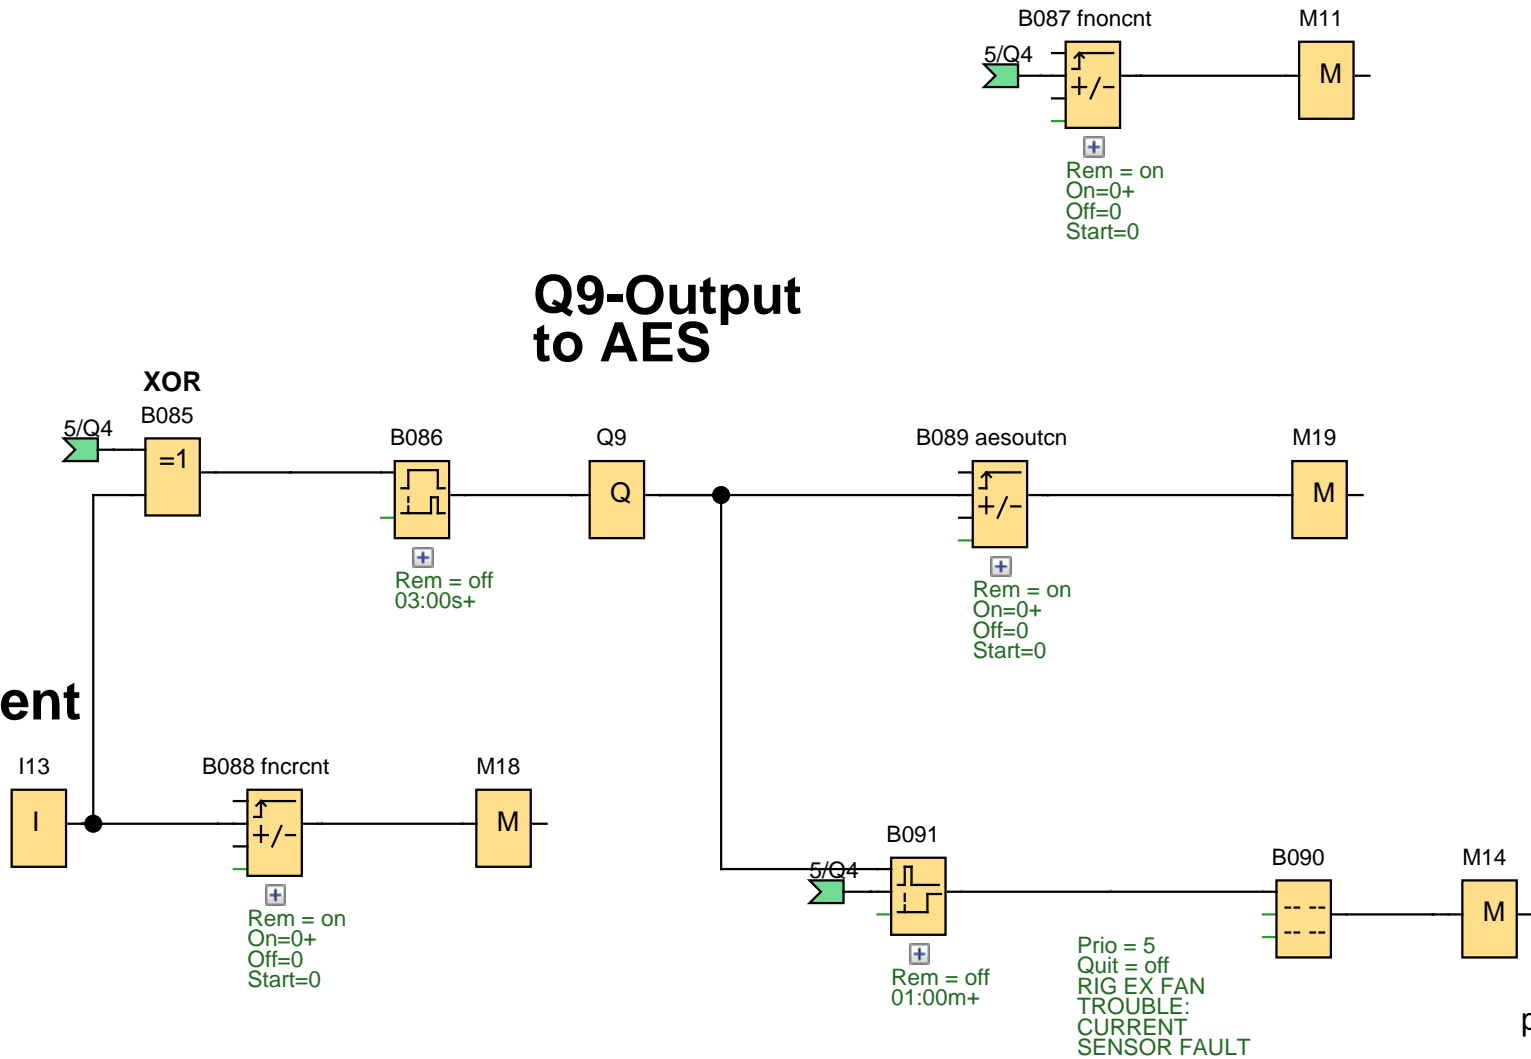 B087 fnoncnt
M11
5/Q4
+/-
M
Rem = on
On=0+
Off=0
Start=0
Q9-Output
to AES
XOR
B085
5/Q4
=1
B086
Q9
B089 aesoutcn
M19
Q
+/-
M
Rem = off
03:00s+
Rem = on
On=0+
Off=0
Start=0
ent
I13
B088 fncrcnt
M18
I
+/-
M
Rem = on
On=0+
Off=0
Start=0
B091
5/Q4
B090
M14
M
Rem = off
01:00m+
Prio = 5
Quit = off
RIG EX FAN
TROUBLE:
CURRENT
SENSOR FAULT